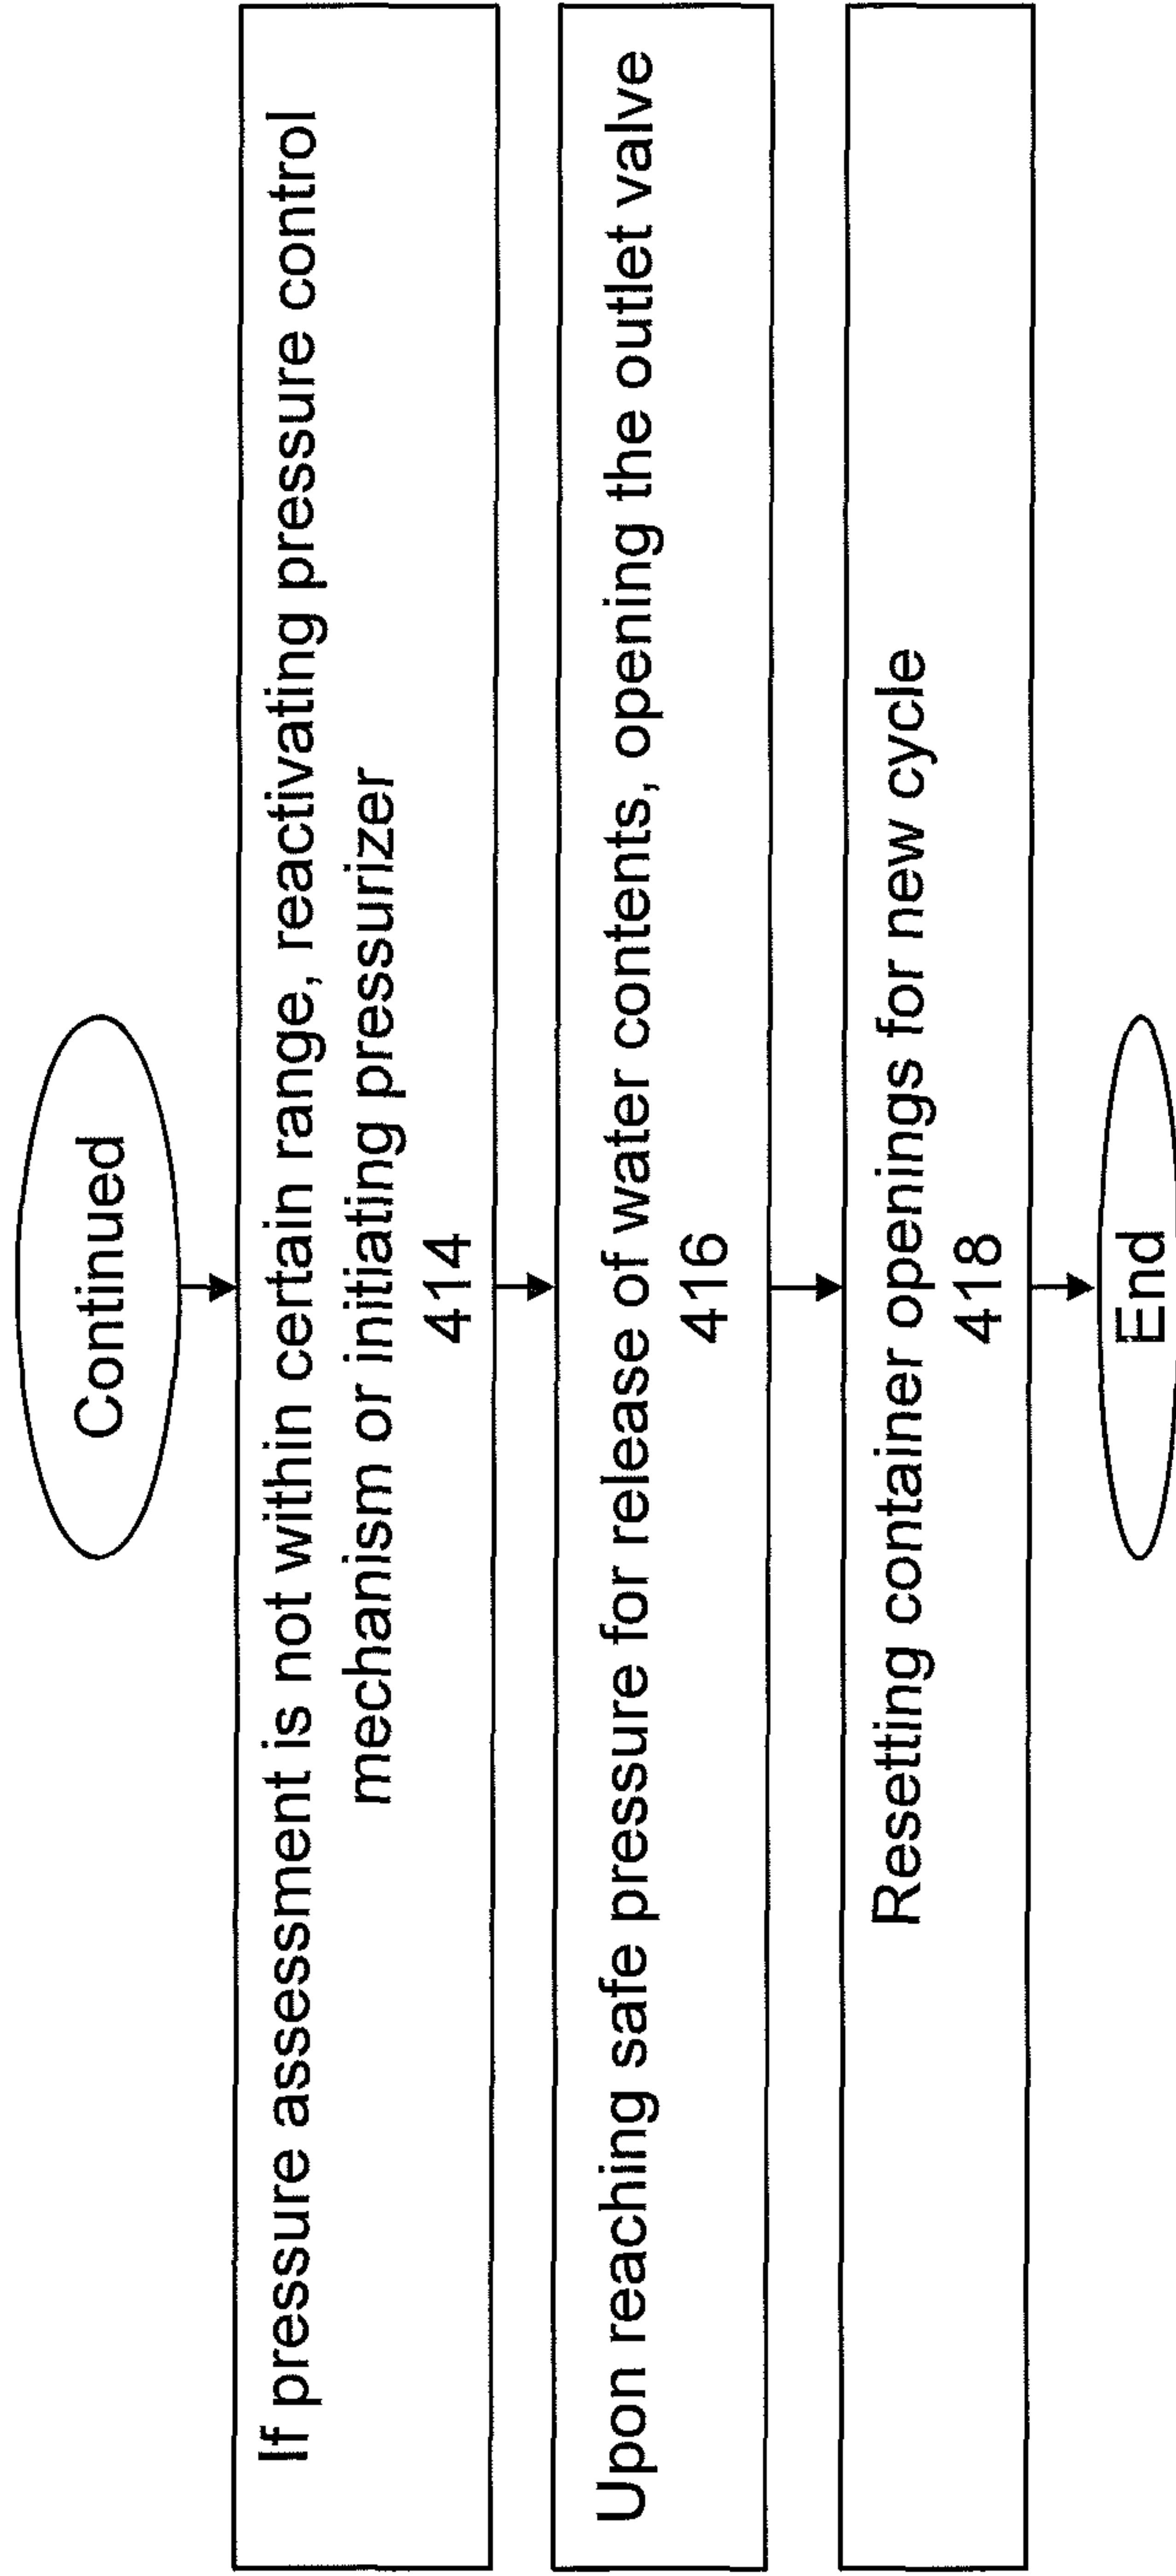 Continued
If pressure assessment is not within certain range, reactivating pressure control
mechanism or initiating pressurizer
414
Upon reaching safe pressure for release of water contents, opening the outlet valve
416
Resetting container openings for new cycle
418
End